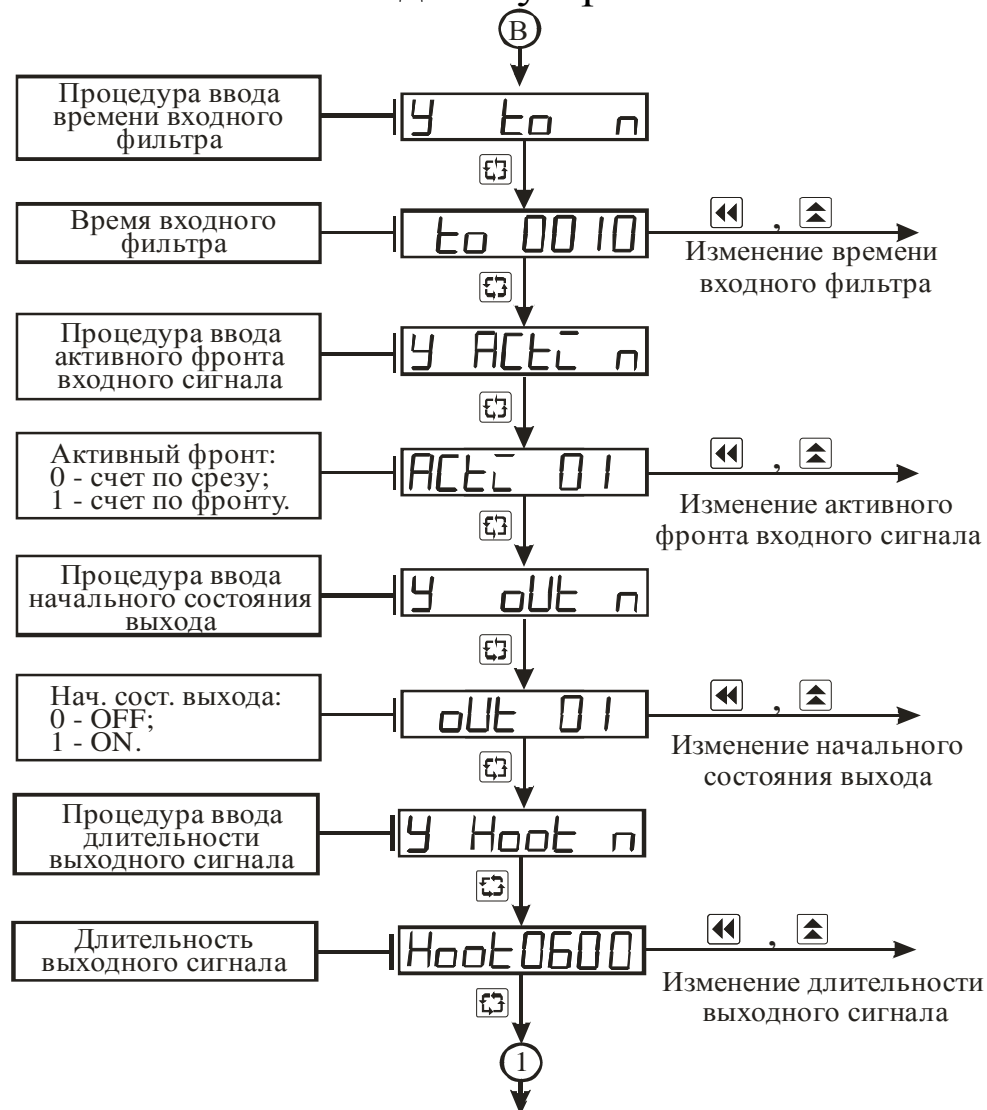 B
Процедура ввода
времени входного
фильтра
У to n
Время входного
фильтра
to 0010
,
Изменение времени
входного фильтра
Процедура ввода
активного фронта
входного сигнала
У ACti n
Активный фронт:
0 - счет по срезу;
1 - счет по фронту.
ACti 01
,
Изменение активного
фронта входного сигнала
Процедура ввода
начального состояния
выхода
У oUt n
Нач. сост. выхода:
0 - OFF;
1 - ON.
oUt 01
,
Изменение начального
состояния выхода
Процедура ввода
длительности
выходного сигнала
У Hoot n
Длительность
выходного сигнала
Hoot0600
,
Изменение длительности
выходного сигнала
1